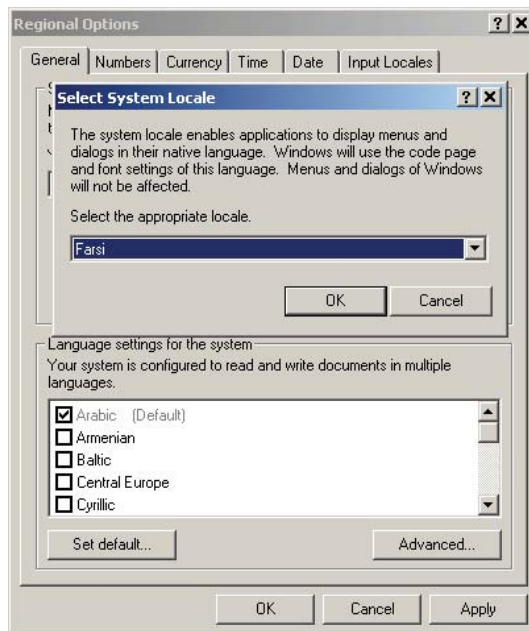 Regional Options
General Numbers Currency Time Date Input Locales
Select System Locale
The system locale enables applications to display menus and
dialogs in their native language. Windows will use the code page
and font settings of this language. Menus and dialogs of Windows
will not be affected.
Select the appropriate locale.
Farsi
OK Cancel
Language settings for the system
Your system is configured to read and write documents in multiple
languages.
Arabic (Default)
Armenian
Baltic
Central Europe
Cyrillic
Set default... Advanced...
OK Cancel Apply